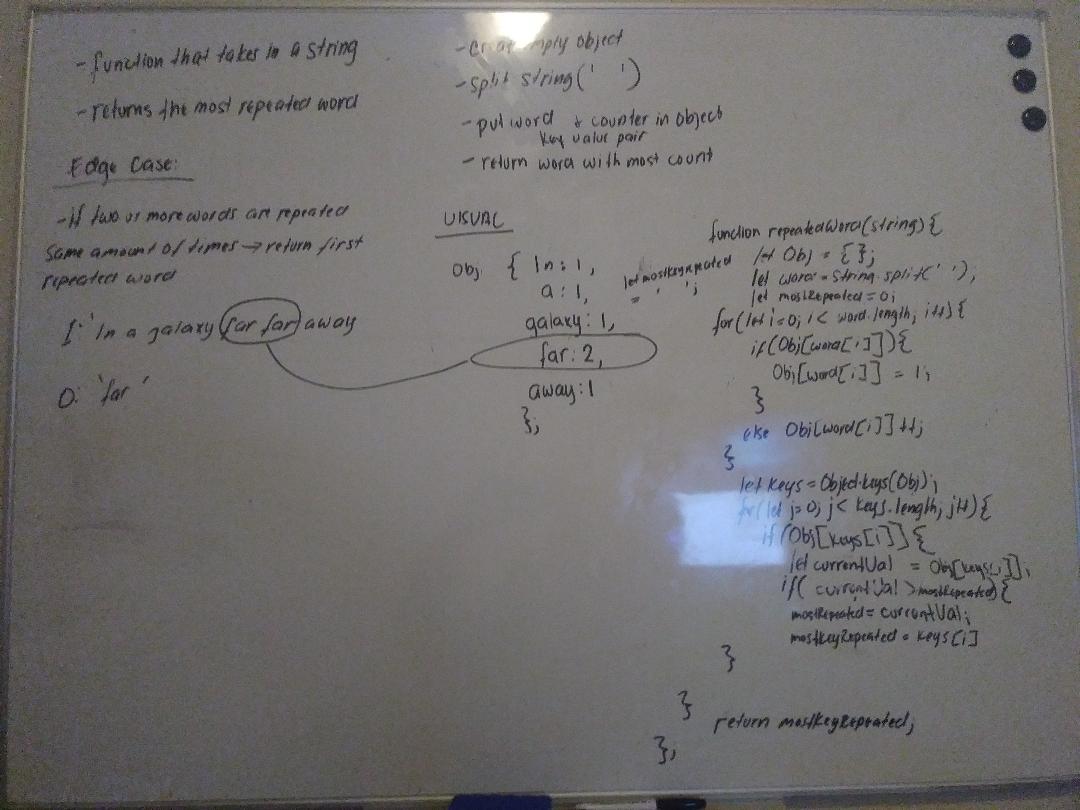 - function that takes in a string
- returns the most repeated word
Edge Case:
- If two or more words are repeated
same amount of times → return first
repeated word
I: 'In a galaxy far far away
O: 'far'
- empty object
- split string(' ')
- put word & counter in object
key value pair
- return word with most count
VISUAL
Obj: { In: 1,
a: 1,
galaxy: 1,
far: 2,
away: 1
};
let mostKeyRepeated
= ' ';
function repeatedWord(string){
let Obj = {};
let word = string.split(' ');
let mostRepeated = 0;
for(let i=0; i < word.length; i++){
if(Obj[word[i]]){
Obj[word[i]] = 1;
}
else Obj[word[i]]++;
}
let keys = Object.keys(Obj);
for(let j=0; j< keys.length; j++){
if(Obj[keys[i]]{
let currentVal = Obj[keys[i]];
if( currentVal > mostRepeated){
mostRepeated = currentVal;
mostKeyRepeated = keys[i]
}
}
return mostKeyRepeated;
};